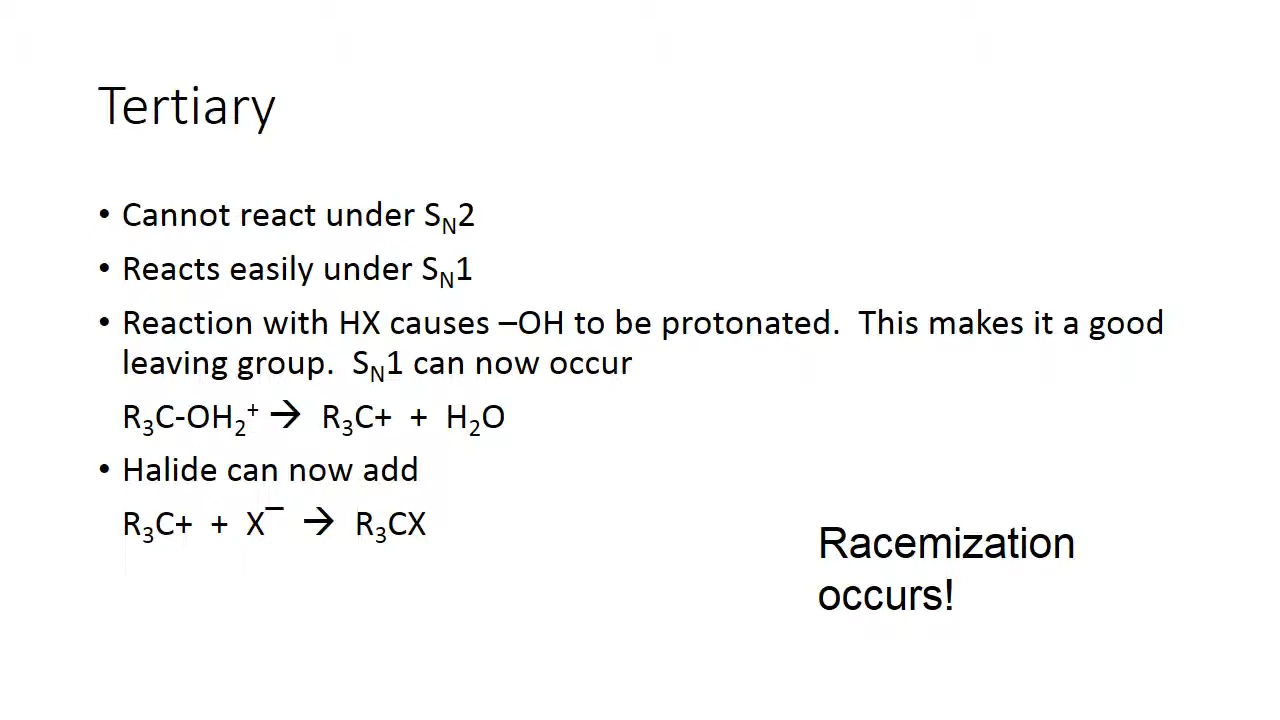 Tertiary
• Cannot react under SN2
• Reacts easily under SN1
• Reaction with HX causes –OH to be protonated.  This makes it a good
leaving group.  SN1 can now occur
R3C-OH2+ →  R3C+  +  H2O
• Halide can now add
R3C+  +  X¯  →  R3CX
Racemization
occurs!